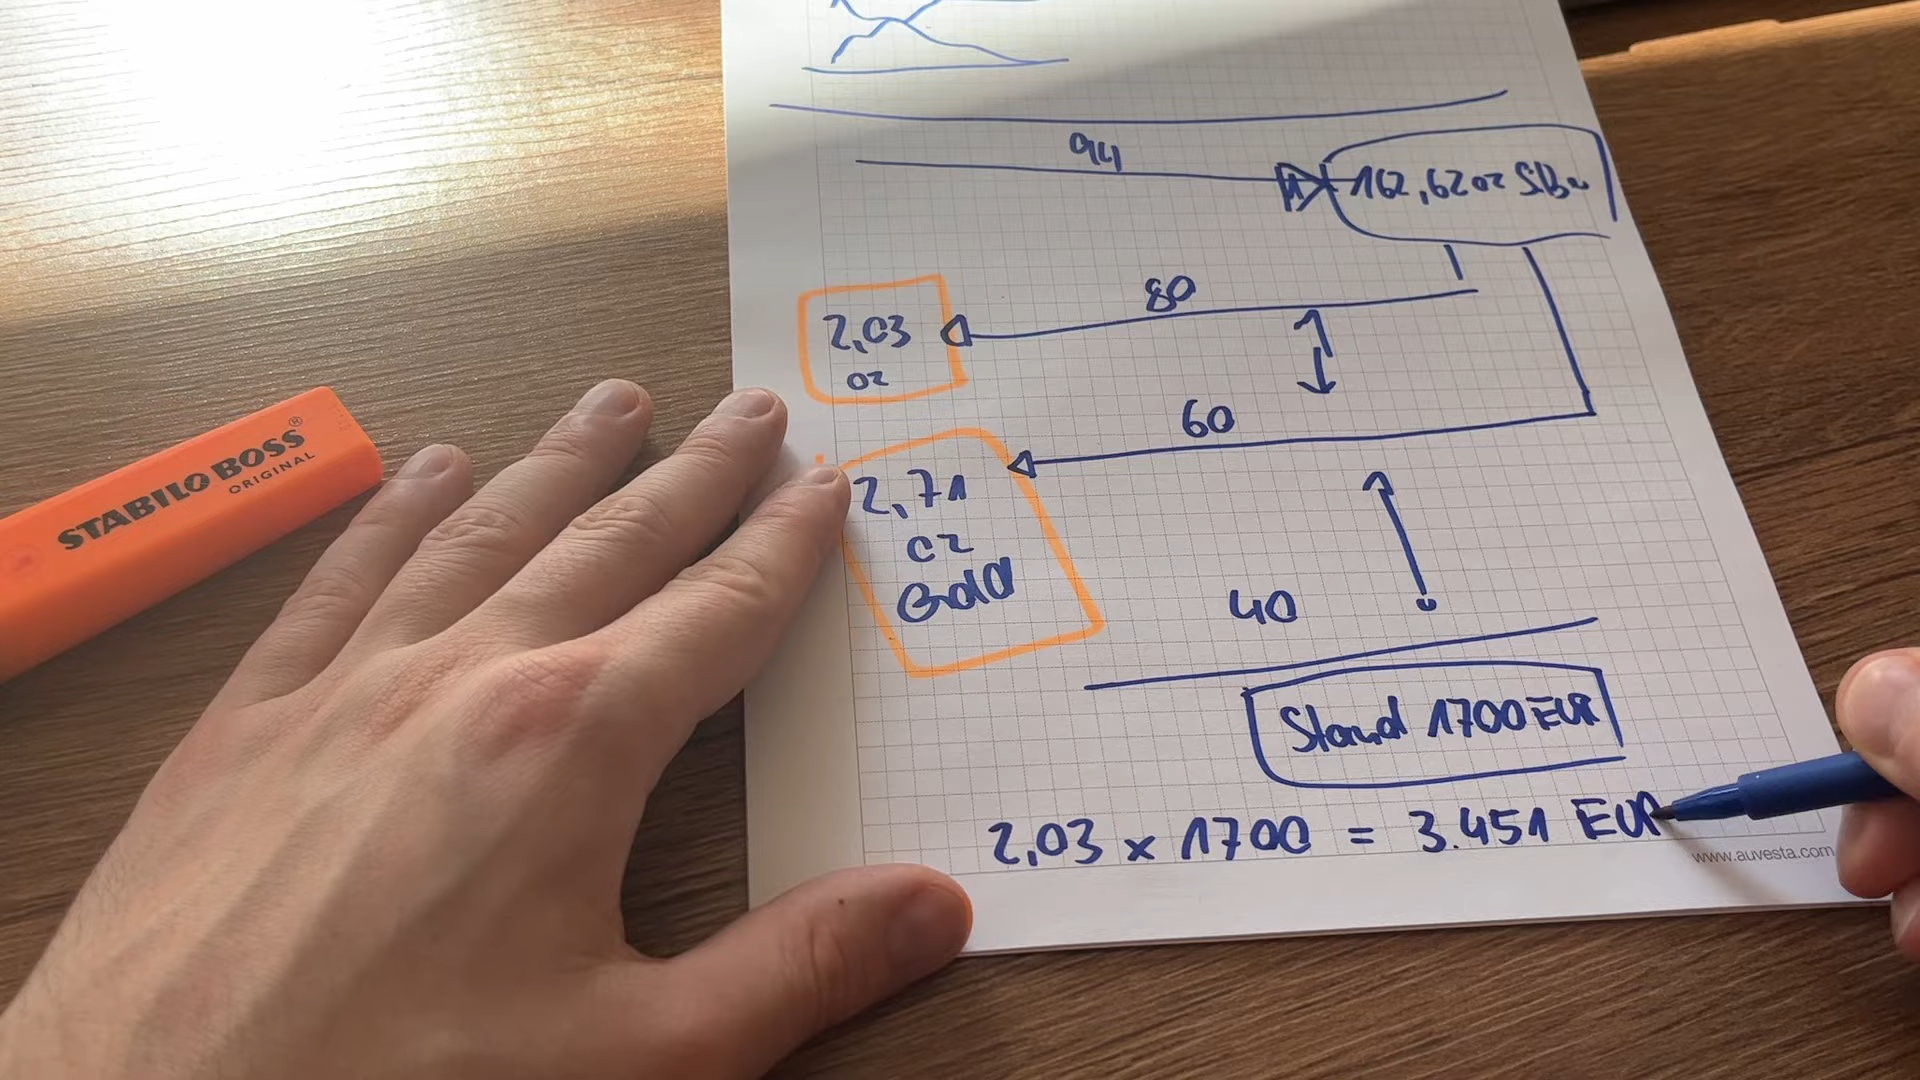 94
162,62 oz
80
2,03
oz
60
2,71
oz
Gold
40
Stand 1700 EUR
2,03 x 1700 = 3.451 EUR
www.auvesta.com
STABILO BOSS®
ORIGINAL